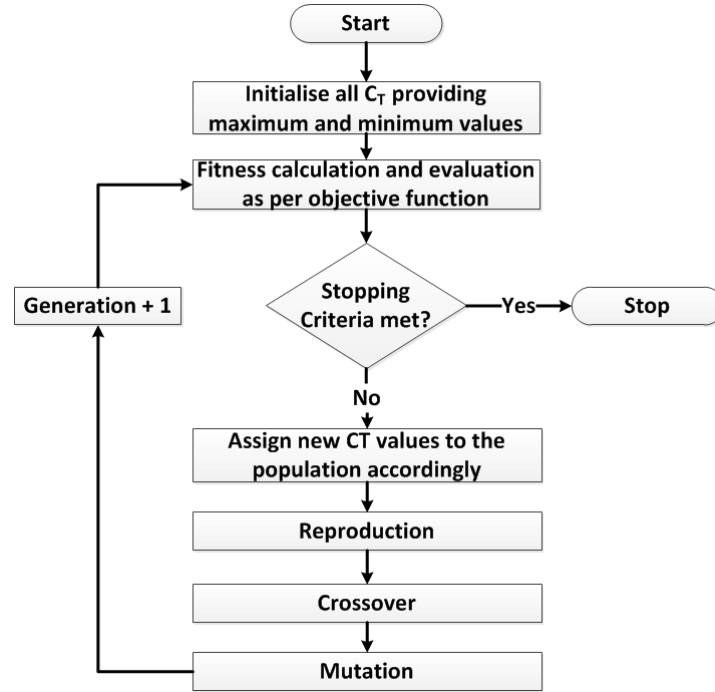 Start
Initialise all C_T providing
maximum and minimum values
Fitness calculation and evaluation
as per objective function
Stopping
Criteria met?
Yes
Stop
Generation + 1
No
Assign new CT values to the
population accordingly
Reproduction
Crossover
Mutation